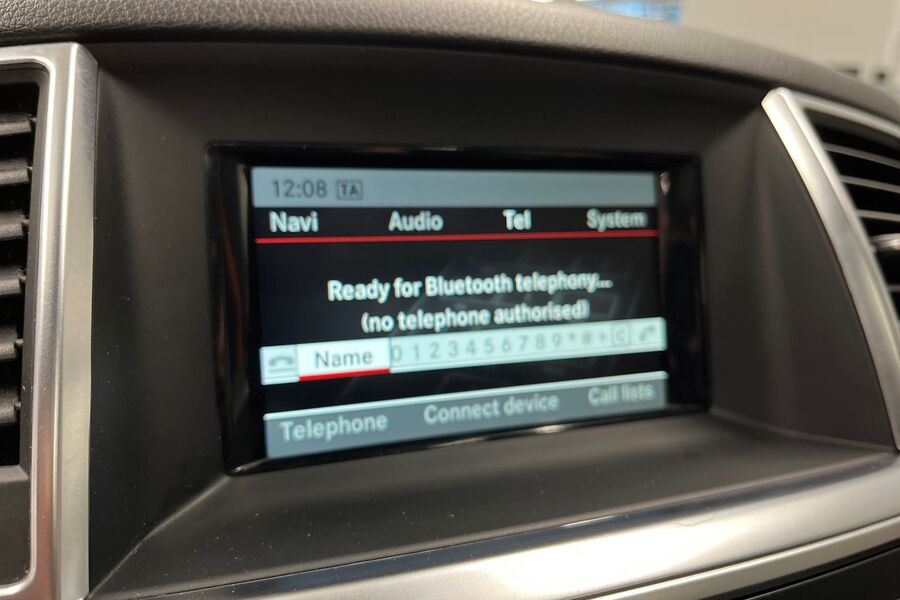 12:08 TA
Navi Audio Tel System
Ready for Bluetooth telephony...
(no telephone authorised)
Name 0 1 2 3 4 5 6 7 8 9 * # + C
Telephone Connect device Call lists